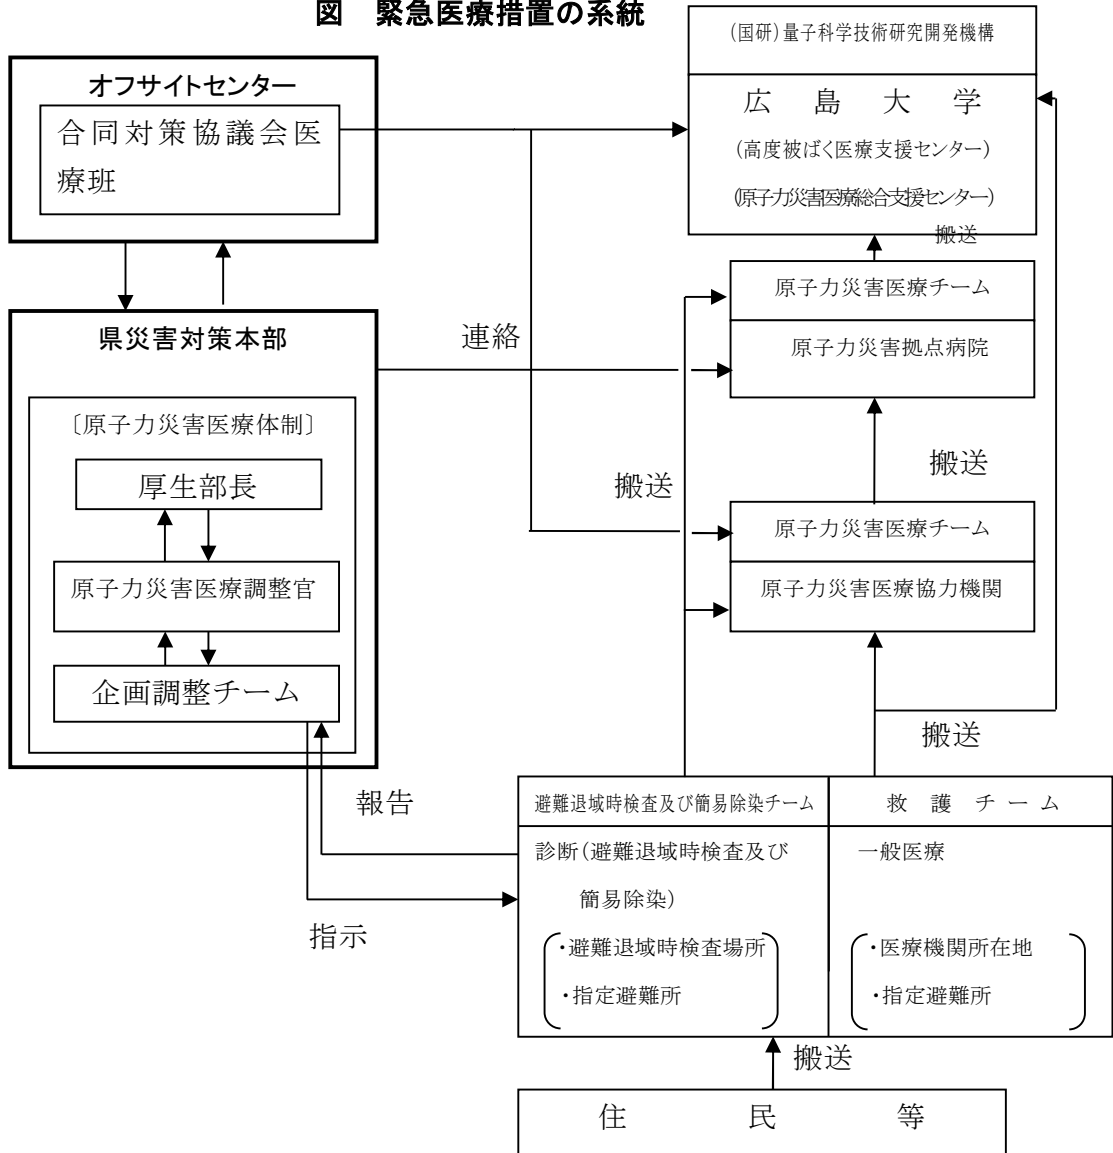 図　緊急医療措置の系統
オフサイトセンター
合同対策協議会医
療班
県災害対策本部
〔原子力災害医療体制〕
厚生部長
原子力災害医療調整官
企画調整チーム
連絡
報告
指示
(国研)量子科学技術研究開発機構
広島大学
(高度被ばく医療支援センター)
(原子力災害医療総合支援センター)
搬送
原子力災害医療チーム
原子力災害拠点病院
搬送
搬送
原子力災害医療チーム
原子力災害医療協力機関
搬送
避難退域時検査及び簡易除染チーム
診断(避難退域時検査及び
簡易除染)
・避難退域時検査場所
・指定避難所
救護チーム
一般医療
・医療機関所在地
・指定避難所
搬送
住民等